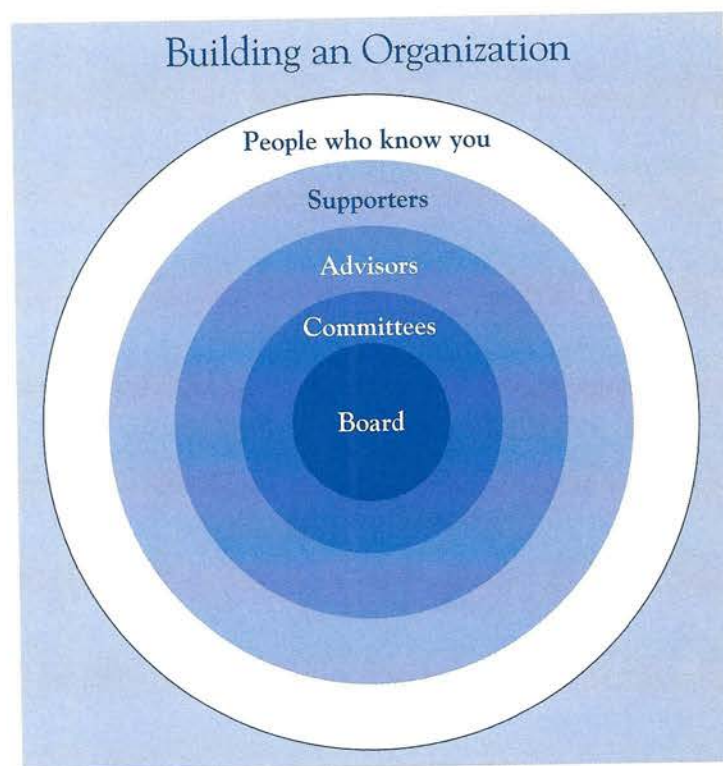 Building an Organization
People who know you
Supporters
Advisors
Committees
Board